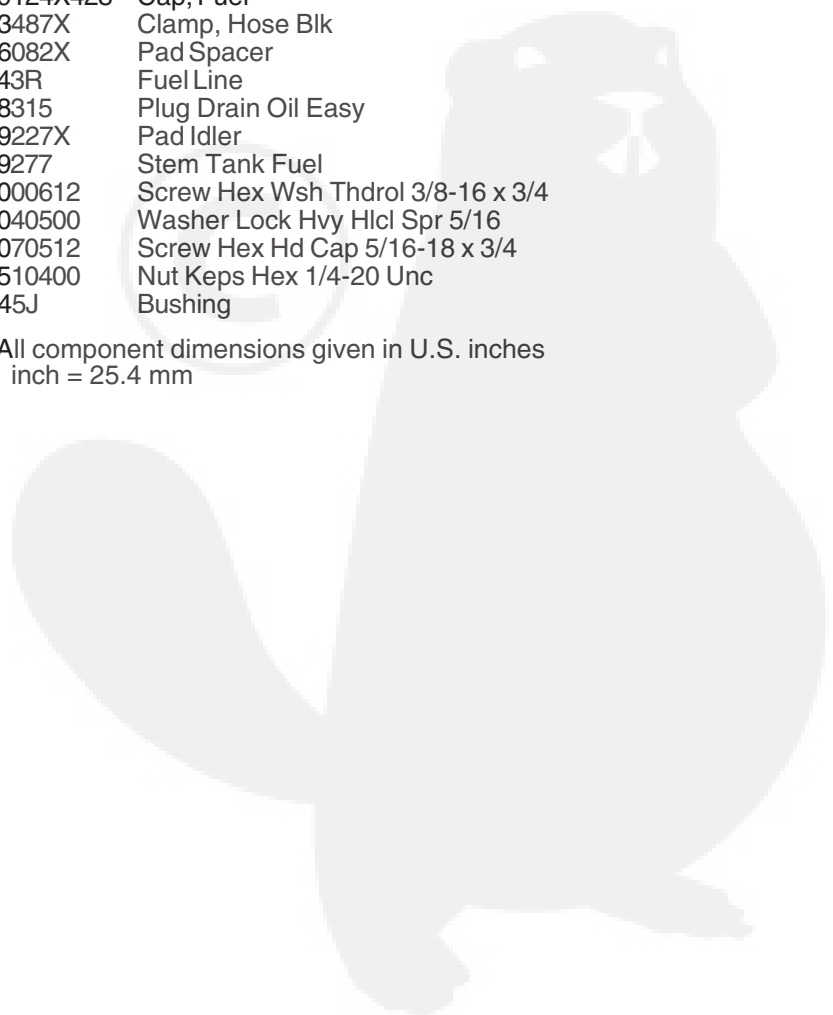 3487X Clamp, Hose Blk
6082X Pad Spacer
43R Fuel Line
8315 Plug Drain Oil Easy
9227X Pad Idler
9277 Stem Tank Fuel
000612 Screw Hex Wsh Thdrol 3/8-16 x 3/4
040500 Washer Lock Hvy Hlcl Spr 5/16
070512 Screw Hex Hd Cap 5/16-18 x 3/4
510400 Nut Keps Hex 1/4-20 Unc
45J Bushing
All component dimensions given in U.S. inches
inch = 25.4 mm
©